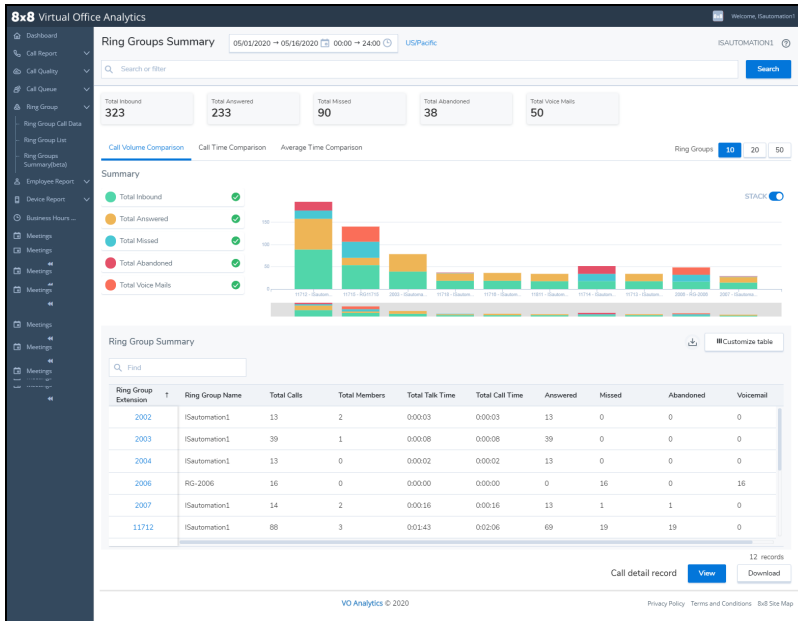 8x8 Virtual Office Analytics
8x8 Welcome, ISautomation1
Dashboard
Call Report
Call Quality
Call Queue
Ring Group
Ring Group Call Data
Ring Group List
Ring Groups
Summary(beta)
Employee Report
Device Report
Business Hours ...
Meetings
Meetings
Meetings
Meetings
Meetings
Meetings
Meetings
Ring Groups Summary
05/01/2020 → 05/16/2020 00:00 → 24:00
US/Pacific
ISAUTOMATION1
Search or filter
Search
Total Inbound
323
Total Answered
233
Total Missed
90
Total Abandoned
38
Total Voice Mails
50
Call Volume Comparison Call Time Comparison Average Time Comparison
Ring Groups 10 20 50
Summary
Total Inbound
Total Answered
Total Missed
Total Abandoned
Total Voice Mails
STACK
150
100
50
0
Ring Group Summary
Customize table
Find
Ring Group Extension ↑ Ring Group Name Total Calls Total Members Total Talk Time Total Call Time Answered Missed Abandoned Voicemail
2002 ISautomation1 13 2 0:00:03 0:00:03 13 0 0 0
2003 ISautomation1 39 1 0:00:08 0:00:08 39 0 0 0
2004 ISautomation1 13 0 0:00:02 0:00:02 13 0 0 0
2006 RG-2006 16 0 0:00:00 0:00:00 0 16 0 16
2007 ISautomation1 14 2 0:00:16 0:00:16 13 1 1 0
11712 ISautomation1 88 3 0:01:43 0:02:06 69 19 19 0
12 records
Call detail record View Download
VO Analytics © 2020
Privacy Policy Terms and Conditions 8x8 Site Map